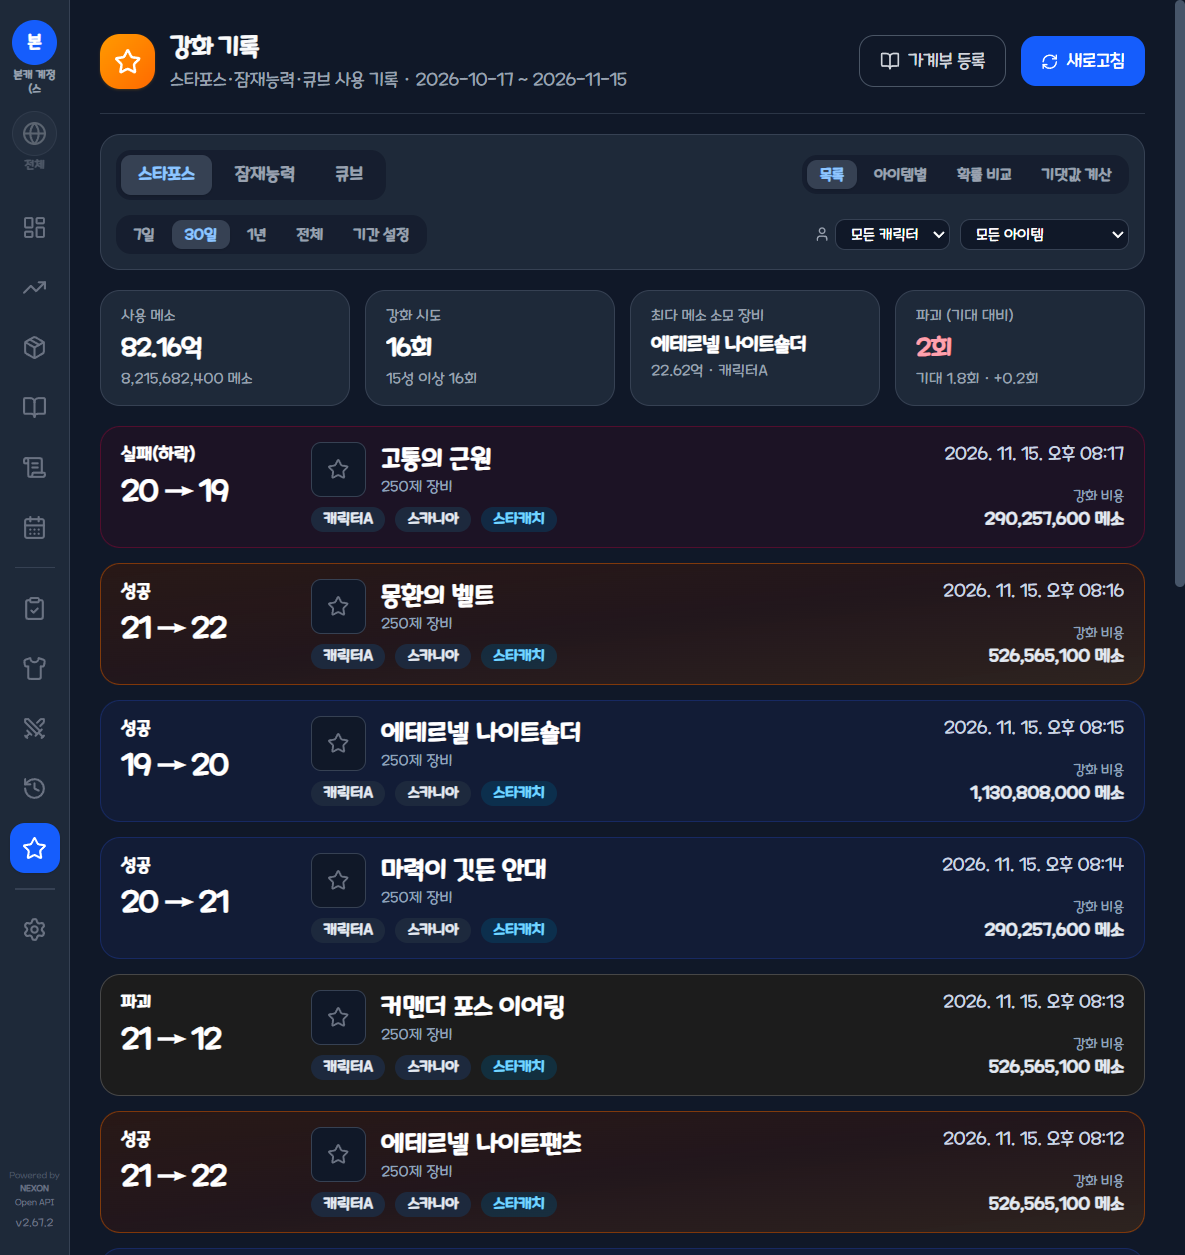 본
본캐 계정
(스
전체
Powered by
NEXON
Open API
v2.67.2
강화 기록
스타포스·잠재능력·큐브 사용 기록 · 2026-10-17 ~ 2026-11-15
가계부 등록
새로고침
스타포스 잠재능력 큐브
목록 아이템별 확률 비교 기댓값 계산
7일 30일 1년 전체 기간 설정
모든 캐릭터 모든 아이템
사용 메소
82.16억
8,215,682,400 메소
강화 시도
16회
15성 이상 16회
최다 메소 소모 장비
에테르넬 나이트숄더
22.62억 · 캐릭터A
파괴 (기대 대비)
2회
기대 1.8회 · +0.2회
실패(하락)
20 → 19
고통의 근원
250제 장비
캐릭터A 스카니아 스타캐치
2026. 11. 15. 오후 08:17
강화 비용
290,257,600 메소
성공
21 → 22
몽환의 벨트
250제 장비
캐릭터A 스카니아 스타캐치
2026. 11. 15. 오후 08:16
강화 비용
526,565,100 메소
성공
19 → 20
에테르넬 나이트숄더
250제 장비
캐릭터A 스카니아 스타캐치
2026. 11. 15. 오후 08:15
강화 비용
1,130,808,000 메소
성공
20 → 21
마력이 깃든 안대
250제 장비
캐릭터A 스카니아 스타캐치
2026. 11. 15. 오후 08:14
강화 비용
290,257,600 메소
파괴
21 → 12
커맨더 포스 이어링
250제 장비
캐릭터A 스카니아 스타캐치
2026. 11. 15. 오후 08:13
강화 비용
526,565,100 메소
성공
21 → 22
에테르넬 나이트팬츠
250제 장비
캐릭터A 스카니아 스타캐치
2026. 11. 15. 오후 08:12
강화 비용
526,565,100 메소